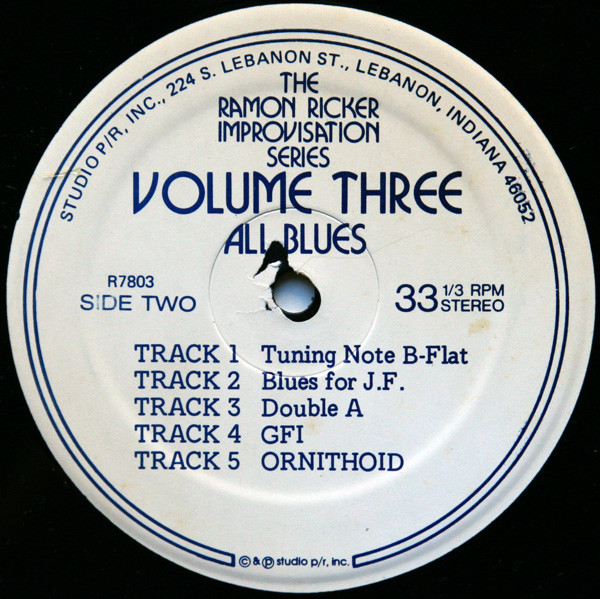 STUDIO P/R, INC., 224 S. LEBANON ST., LEBANON, INDIANA 46052
THE
RAMON RICKER
IMPROVISATION
SERIES
VOLUME THREE
ALL BLUES
R7803
SIDE TWO
33 1/3 RPM
STEREO
TRACK 1 Tuning Note B-Flat
TRACK 2 Blues for J.F.
TRACK 3 Double A
TRACK 4 GFI
TRACK 5 ORNITHOID
© & ℗ studio p/r, inc.